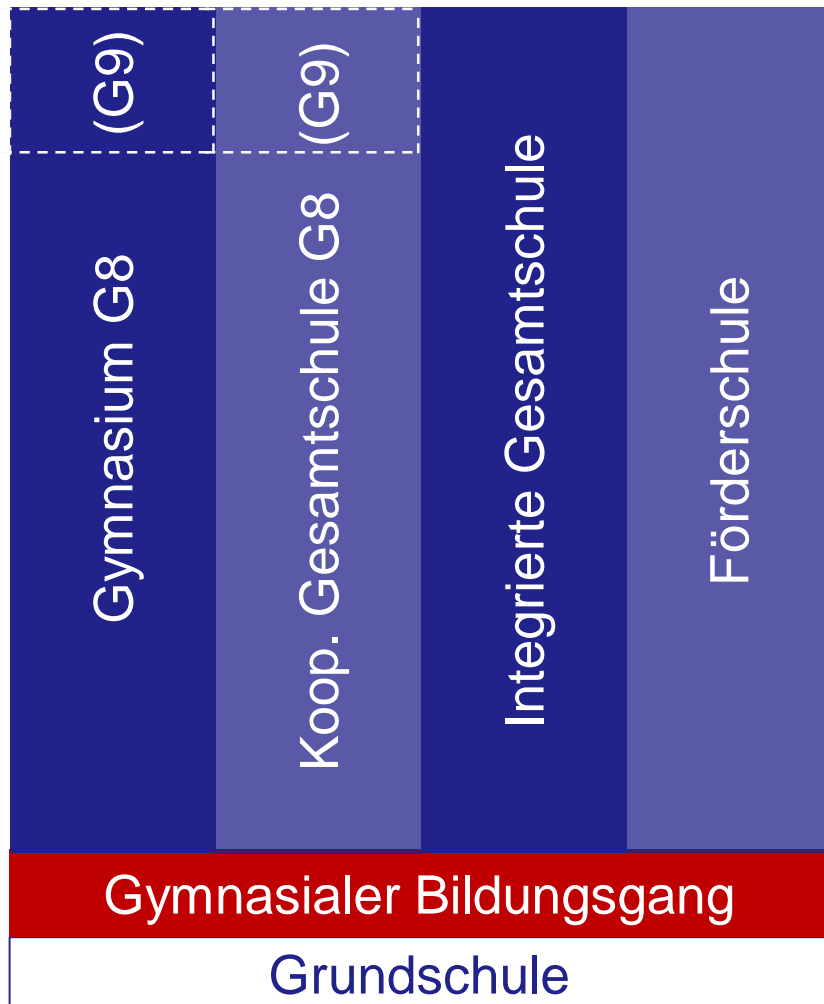 (G9)
(G9)
Gymnasium G8
Koop. Gesamtschule G8
Integrierte Gesamtschule
Förderschule
Gymnasialer Bildungsgang
Grundschule